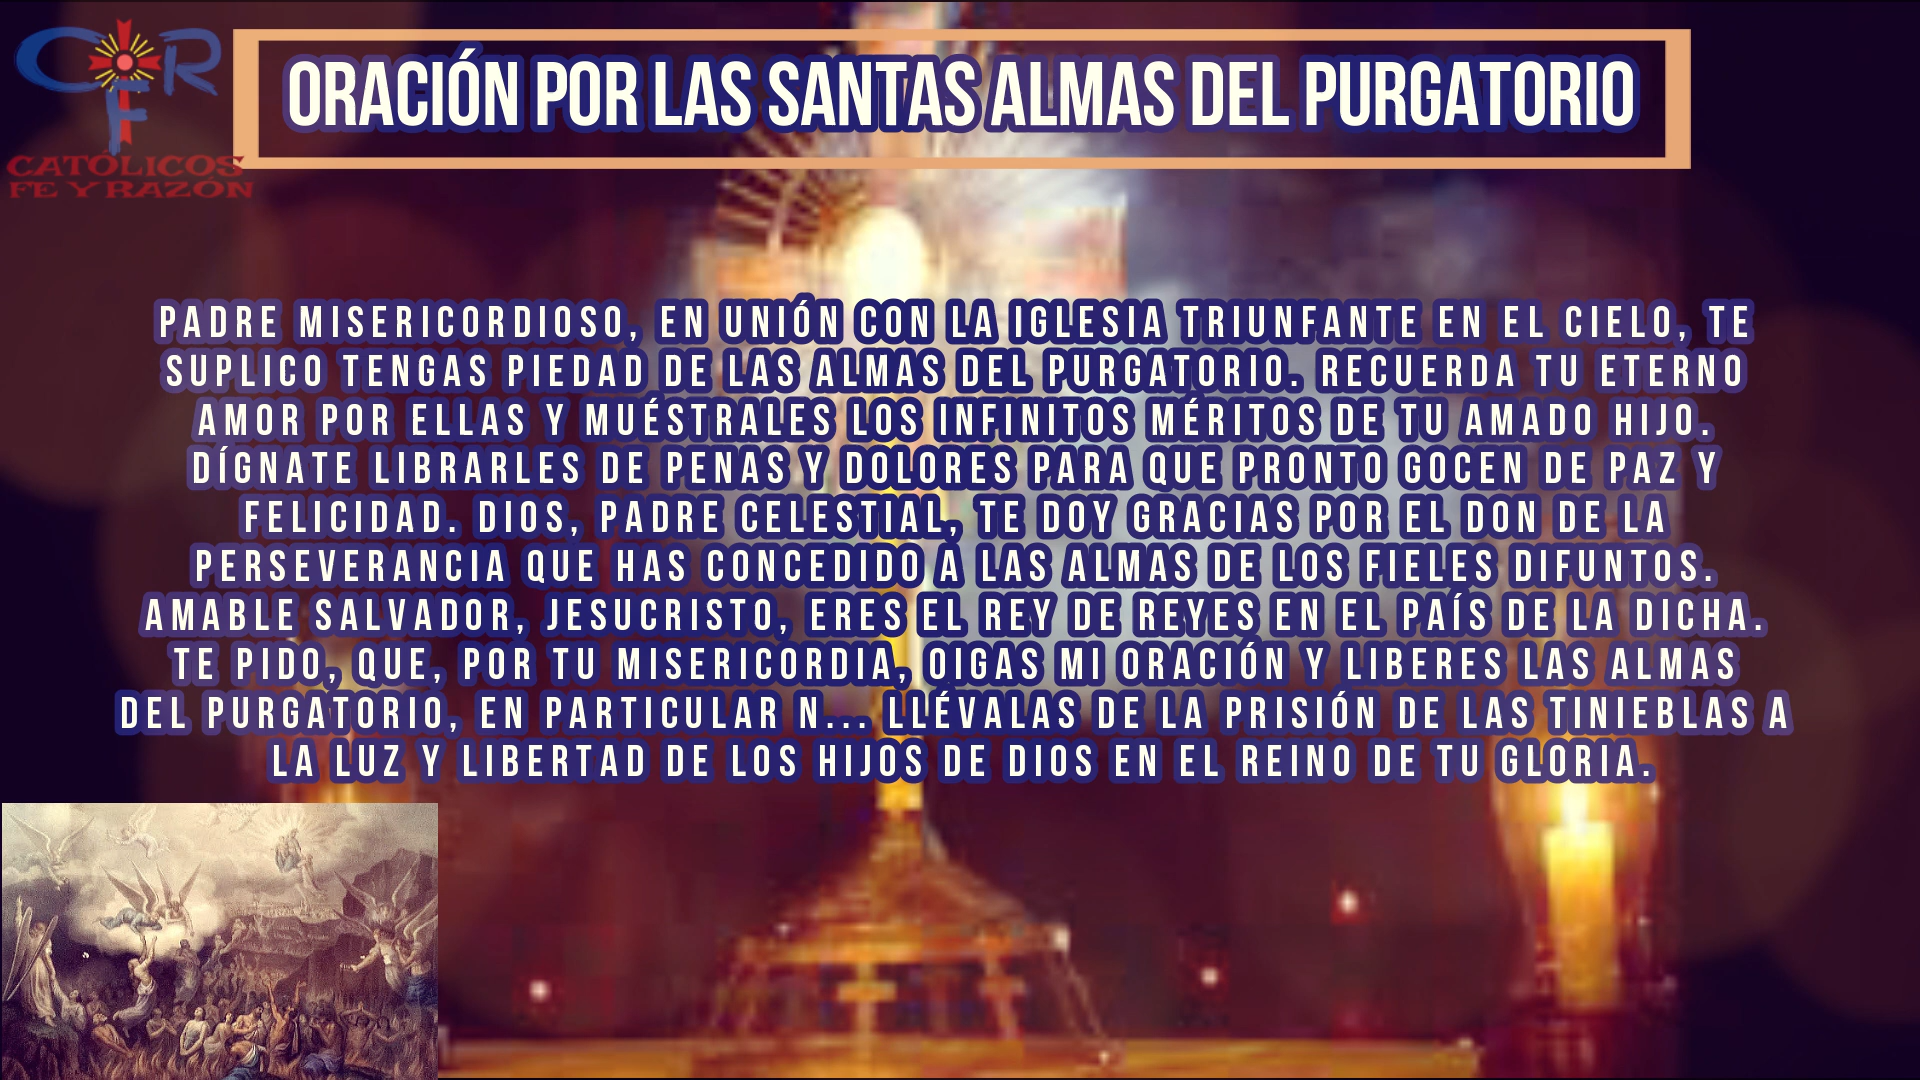 CFR
CATÓLICOS
FE Y RAZÓN
ORACIÓN POR LAS SANTAS ALMAS DEL PURGATORIO
PADRE MISERICORDIOSO, EN UNIÓN CON LA IGLESIA TRIUNFANTE EN EL CIELO, TE
SUPLICO TENGAS PIEDAD DE LAS ALMAS DEL PURGATORIO. RECUERDA TU ETERNO
AMOR POR ELLAS Y MUÉSTRALES LOS INFINITOS MÉRITOS DE TU AMADO HIJO.
DÍGNATE LIBRARLES DE PENAS Y DOLORES PARA QUE PRONTO GOCEN DE PAZ Y
FELICIDAD. DIOS, PADRE CELESTIAL, TE DOY GRACIAS POR EL DON DE LA
PERSEVERANCIA QUE HAS CONCEDIDO A LAS ALMAS DE LOS FIELES DIFUNTOS.
AMABLE SALVADOR, JESUCRISTO, ERES EL REY DE REYES EN EL PAÍS DE LA DICHA.
TE PIDO, QUE, POR TU MISERICORDIA, OIGAS MI ORACIÓN Y LIBERES LAS ALMAS
DEL PURGATORIO, EN PARTICULAR N... LLÉVALAS DE LA PRISIÓN DE LAS TINIEBLAS A
LA LUZ Y LIBERTAD DE LOS HIJOS DE DIOS EN EL REINO DE TU GLORIA.